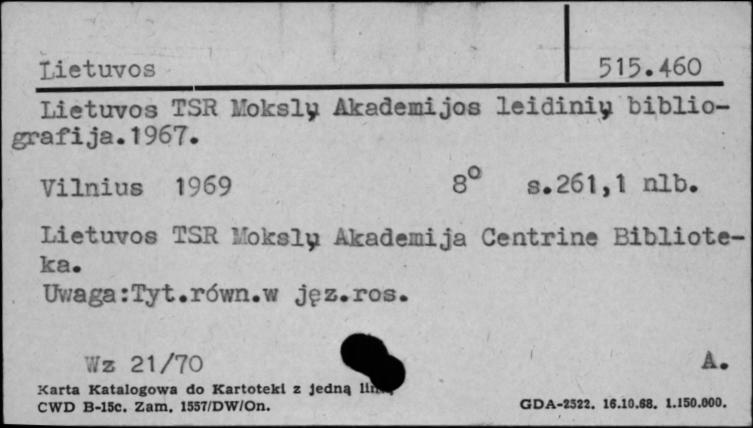 Lietuvos 515.460
Lietuvos TSR Mokslų Akademijos leidinių biblio-
grafija.1967.
Vilnius 1969 8° s.261,1 nlb.
Lietuvos TSR Mokslų Akademija Centrine Bibliote-
ka.
Uwaga:Tyt.równ.w jęz.ros.
Wz 21/70 A.
Karta Katalogowa do Kartoteki z jedną
CWD B-15c. Zam. 1557/DW/On. GDA-2522. 16.10.68. 1.150.000.